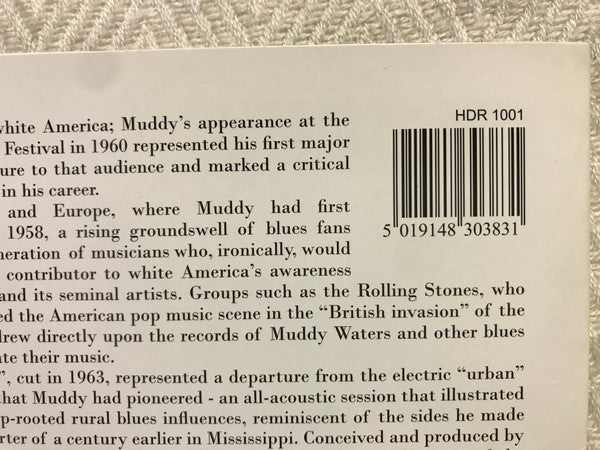 white America; Muddy's appearance at the
Festival in 1960 represented his first major
ure to that audience and marked a critical
in his career.
and Europe, where Muddy had first
1958, a rising groundswell of blues fans
neration of musicians who, ironically, would
contributor to white America's awareness
and its seminal artists. Groups such as the Rolling Stones, who
ed the American pop music scene in the "British invasion" of the
drew directly upon the records of Muddy Waters and other blues
ate their music.
", cut in 1963, represented a departure from the electric "urban"
that Muddy had pioneered - an all-acoustic session that illustrated
p-rooted rural blues influences, reminiscent of the sides he made
rter of a century earlier in Mississippi. Conceived and produced by
HDR 1001
5 019148 303831